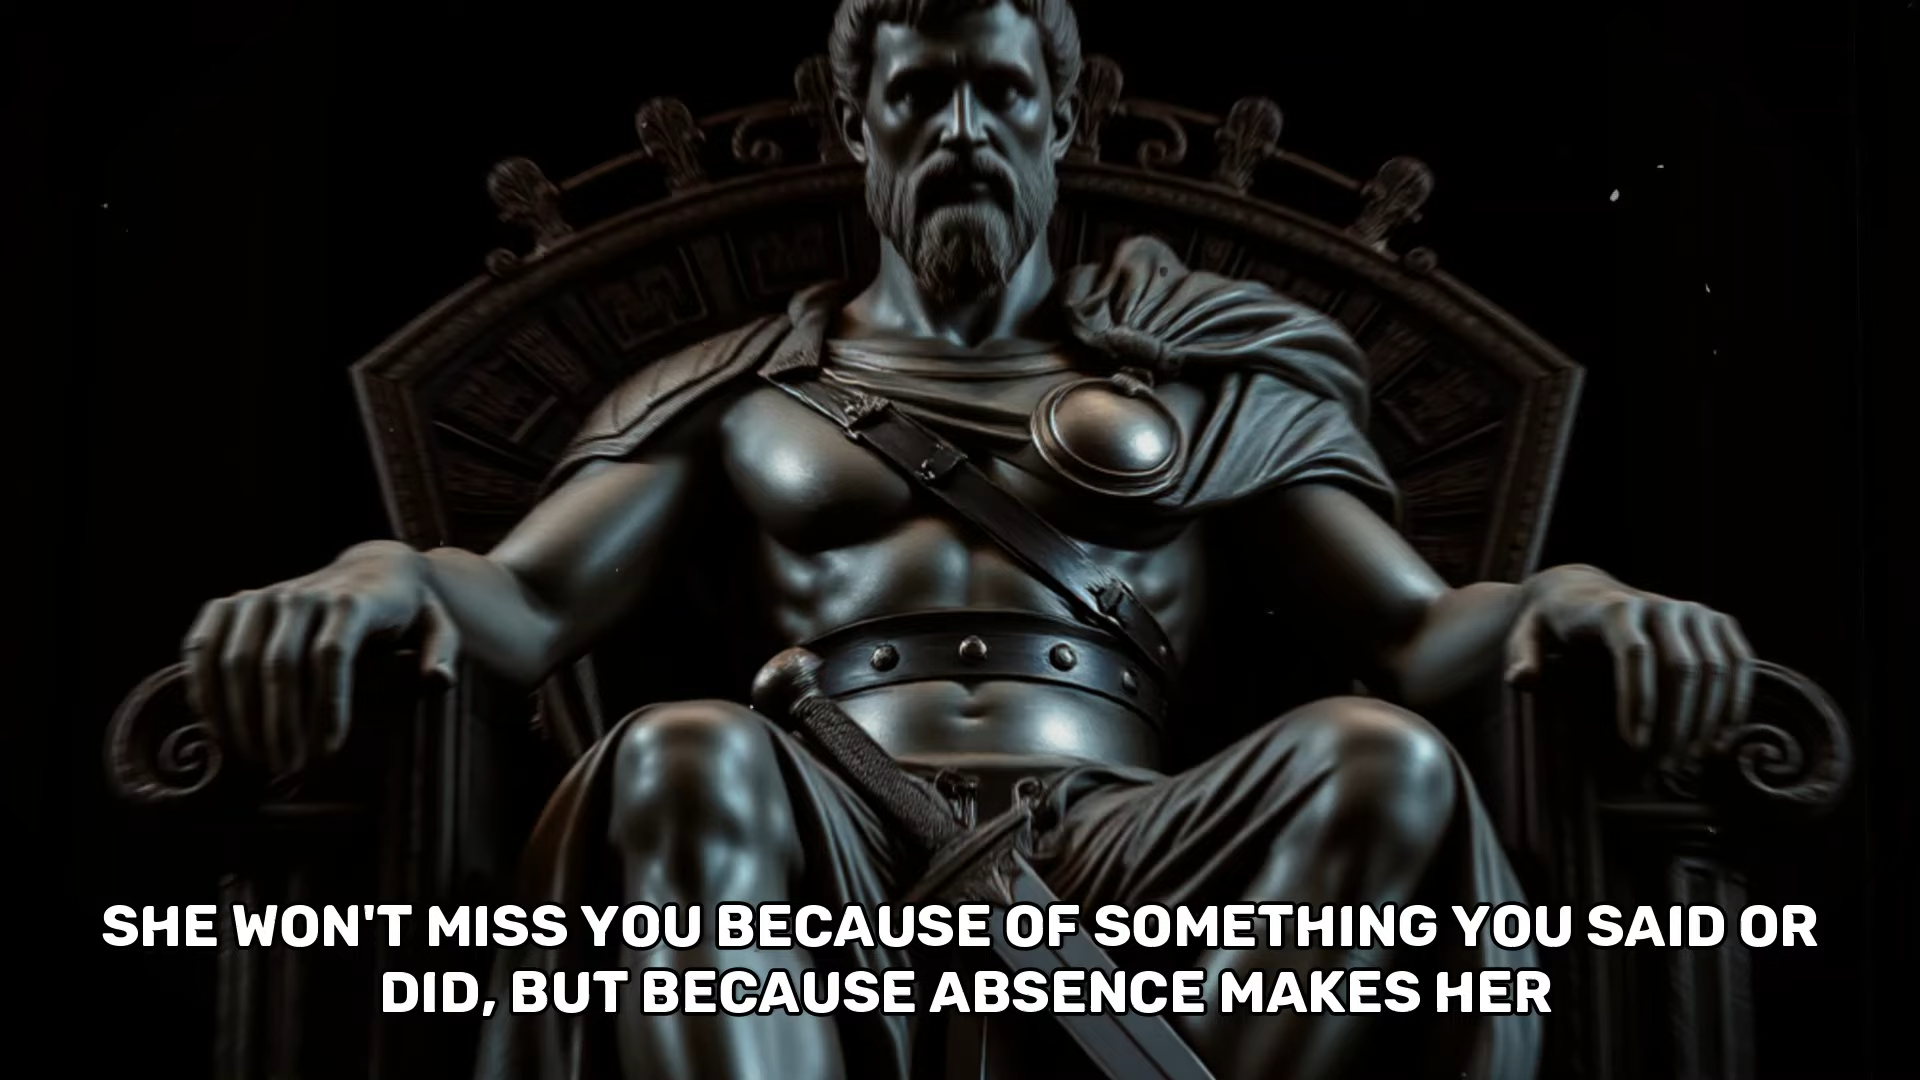 SHE WON'T MISS YOU BECAUSE OF SOMETHING YOU SAID OR
DID, BUT BECAUSE ABSENCE MAKES HER